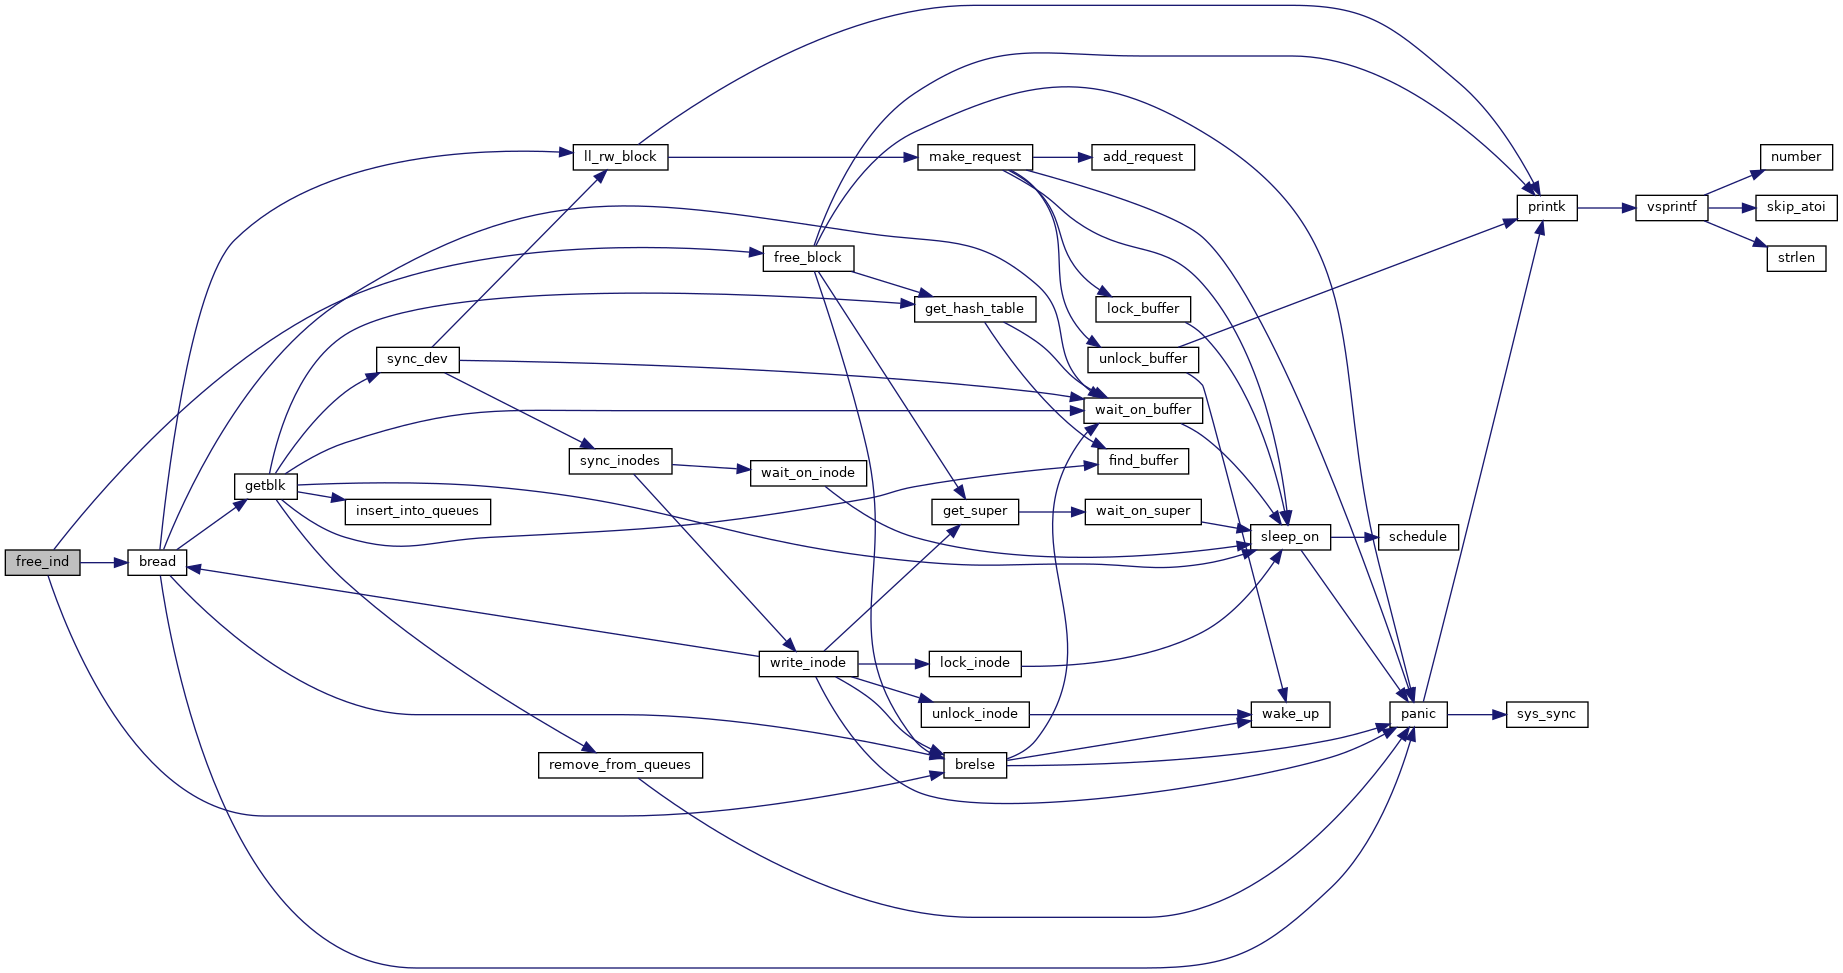 free_ind
bread
getblk
sync_dev
insert_into_queues
ll_rw_block
sync_inodes
remove_from_queues
free_block
wait_on_inode
write_inode
make_request
get_hash_table
get_super
lock_inode
unlock_inode
brelse
add_request
lock_buffer
unlock_buffer
wait_on_buffer
find_buffer
wait_on_super
sleep_on
wake_up
schedule
panic
printk
sys_sync
vsprintf
number
skip_atoi
strlen